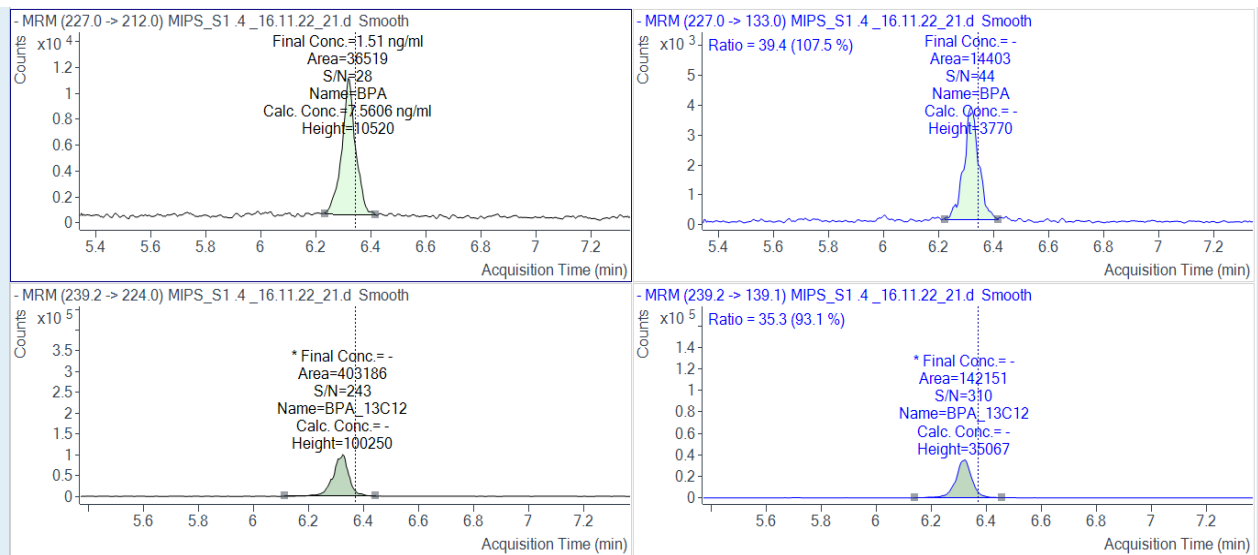 - MRM (227.0 -> 212.0) MIPS_S1 .4 _16.11.22_21.d Smooth
Counts
x10 4
Final Conc.=1.51 ng/ml
Area=36519
S/N=28
Name=BPA
Calc. Conc.=7.5606 ng/ml
Height=10520
1.2
1
0.8
0.6
0.4
0.2
0
5.4 5.6 5.8 6 6.2 6.4 6.6 6.8 7 7.2
Acquisition Time (min)
- MRM (227.0 -> 133.0) MIPS_S1 .4 _16.11.22_21.d Smooth
Counts
x10 3
Ratio = 39.4 (107.5 %)
Final Conc.= -
Area=14403
S/N=44
Name=BPA
Calc. Conc.= -
Height=3770
5
4
3
2
1
0
5.4 5.6 5.8 6 6.2 6.4 6.6 6.8 7 7.2
Acquisition Time (min)
- MRM (239.2 -> 224.0) MIPS_S1 .4 _16.11.22_21.d Smooth
Counts
x10 5
* Final Conc.= -
Area=403186
S/N=243
Name=BPA_13C12
Calc. Conc.= -
Height=100250
3.5
3
2.5
2
1.5
1
0.5
0
5.6 5.8 6 6.2 6.4 6.6 6.8 7 7.2
Acquisition Time (min)
- MRM (239.2 -> 139.1) MIPS_S1 .4 _16.11.22_21.d Smooth
Counts
x10 5
Ratio = 35.3 (93.1 %)
* Final Conc.= -
Area=142151
S/N=310
Name=BPA_13C12
Calc. Conc.= -
Height=35067
1.4
1.2
1
0.8
0.6
0.4
0.2
0
5.6 5.8 6 6.2 6.4 6.6 6.8 7 7.2
Acquisition Time (min)